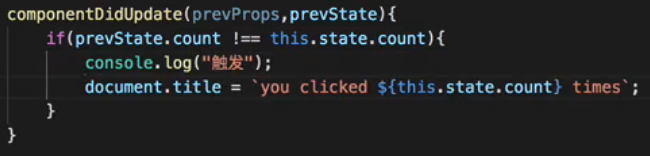 componentDidUpdate(prevProps,prevState){
if(prevState.count !== this.state.count){
console.log("触发");
document.title = `you clicked ${this.state.count} times`;
}
}